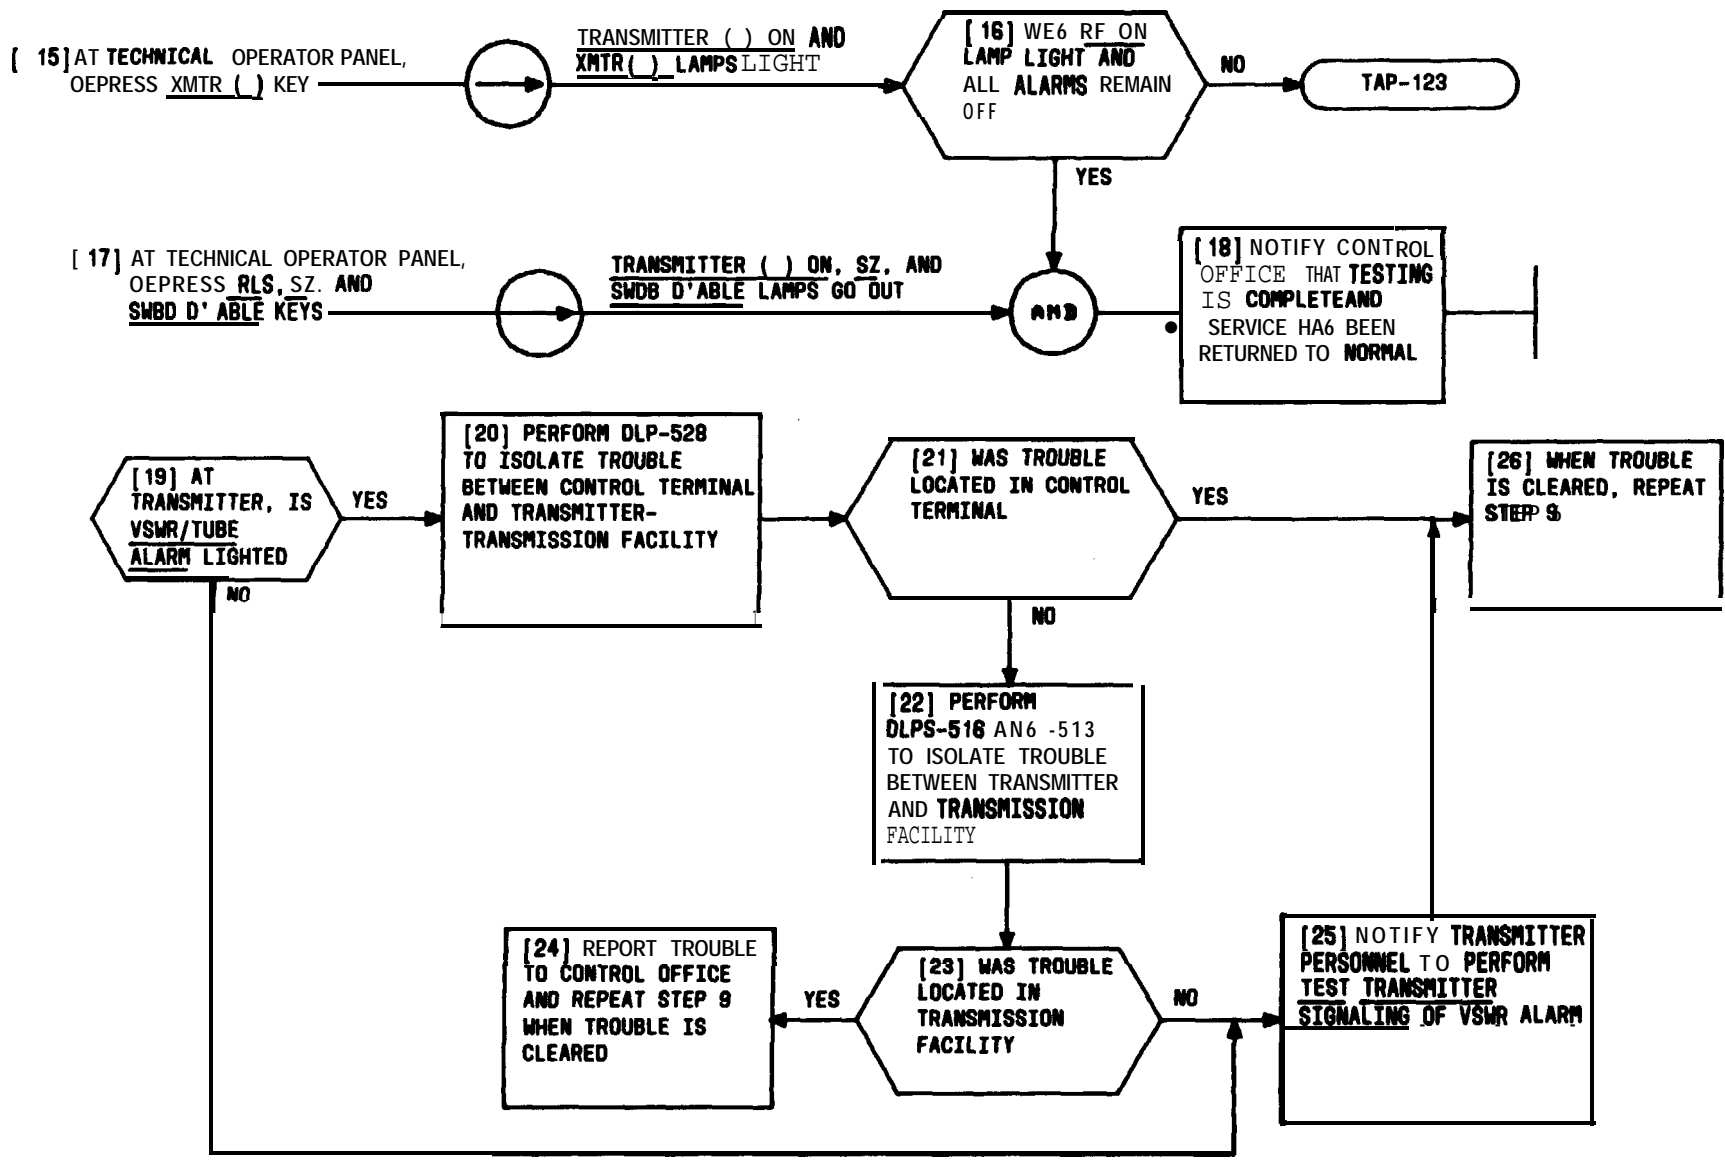 [ 15] AT TECHNICAL OPERATOR PANEL,
OEPRESS XMTR ( ) KEY
TRANSMITTER ( ) ON AND
XMTR( ) LAMPS LIGHT
[16] WE6 RF ON
LAMP LIGHT AND
ALL ALARMS REMAIN
OFF
NO
TAP-123
YES
[ 17] AT TECHNICAL OPERATOR PANEL,
OEPRESS RLS, SZ. AND
SWBD D' ABLE KEYS
TRANSMITTER ( ) ON, SZ, AND
SWDB D'ABLE LAMPS GO OUT
AND
[18] NOTIFY CONTROL
OFFICE THAT TESTING
IS COMPLETEAND
SERVICE HA6 BEEN
RETURNED TO NORMAL
[19] AT
TRANSMITTER, IS
VSWR/TUBE
ALARM LIGHTED
YES
NO
[20] PERFORM DLP-528
TO ISOLATE TROUBLE
BETWEEN CONTROL TERMINAL
AND TRANSMITTER-
TRANSMISSION FACILITY
[21] WAS TROUBLE
LOCATED IN CONTROL
TERMINAL
YES
NO
[26] WHEN TROUBLE
IS CLEARED, REPEAT
STEP 9
[22] PERFORM
DLPS-516 AN6 -513
TO ISOLATE TROUBLE
BETWEEN TRANSMITTER
AND TRANSMISSION
FACILITY
[23] WAS TROUBLE
LOCATED IN
TRANSMISSION
FACILITY
YES
NO
[24] REPORT TROUBLE
TO CONTROL OFFICE
AND REPEAT STEP 9
WHEN TROUBLE IS
CLEARED
[25] NOTIFY TRANSMITTER
PERSONNEL TO PERFORM
TEST TRANSMITTER
SIGNALING OF VSWR ALARM